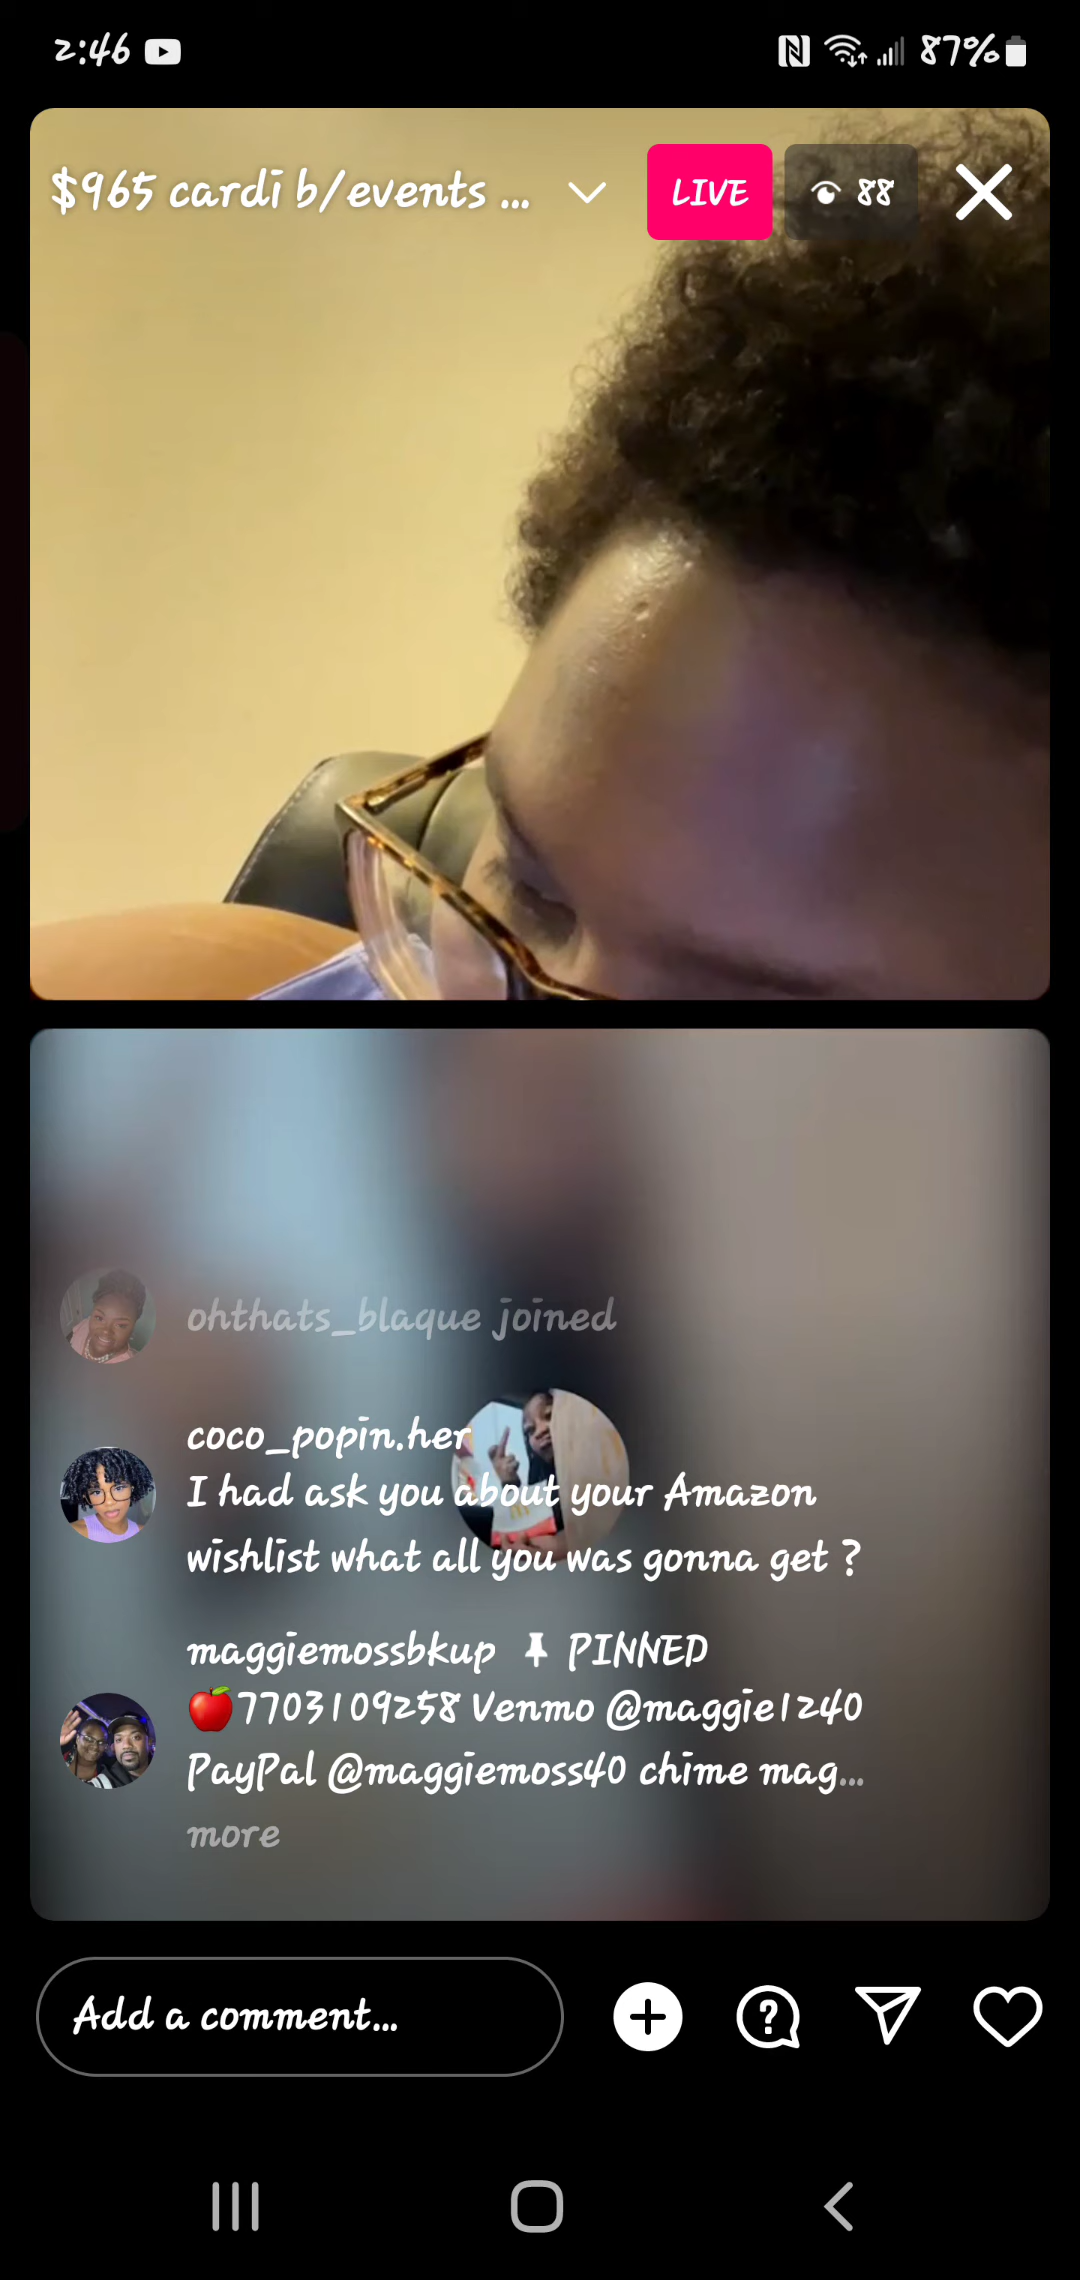 2:46
87%
$965 cardi b/events ...
LIVE
88
ohthats_blaque joined
coco_popin.her
I had ask you about your Amazon
wishlist what all you was gonna get ?
maggiemossbkup 📌 PINNED
🍎7703109258 Venmo @maggie1240
PayPal @maggiemoss40 chime mag...
more
Add a comment...